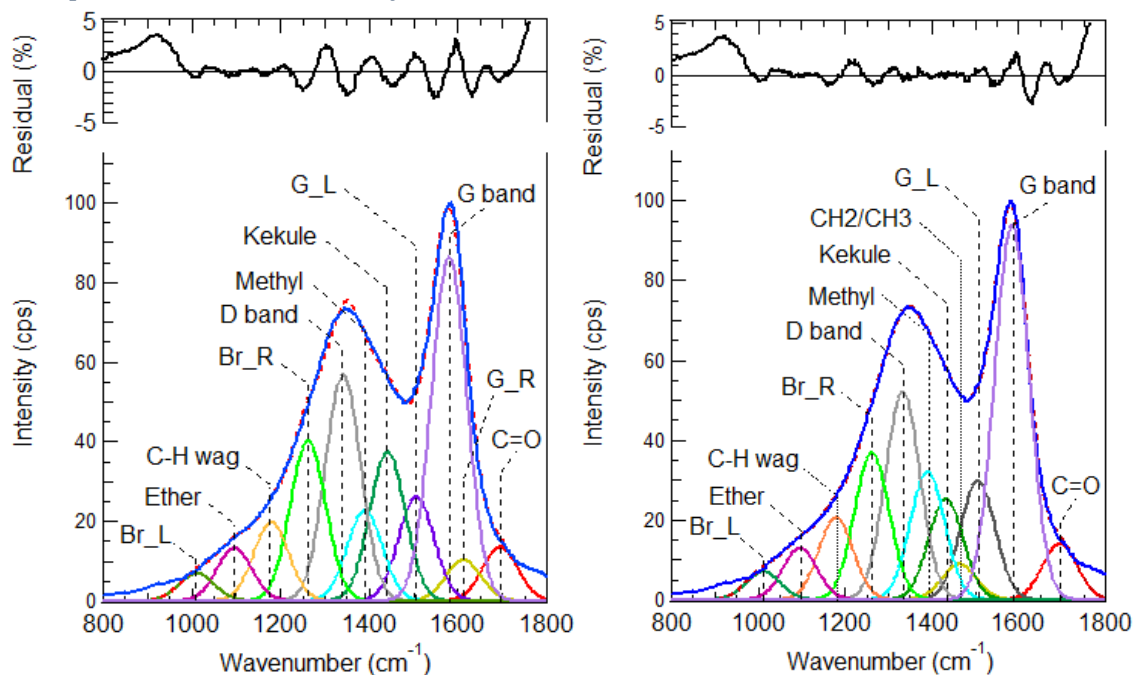 Residual (%)
5
0
-5
Intensity (cps)
100
80
60
40
20
0
G_L
G band
Kekule
Methyl
D band
Br_R
G_R
C=O
C-H wag
Ether
Br_L
800
1000
1200
1400
1600
1800
Wavenumber (cm-1)
Residual (%)
5
0
-5
Intensity (cps)
100
80
60
40
20
0
G_L
G band
CH2/CH3
Kekule
Methyl
D band
Br_R
C-H wag
Ether
C=O
Br_L
800
1000
1200
1400
1600
1800
Wavenumber (cm-1)